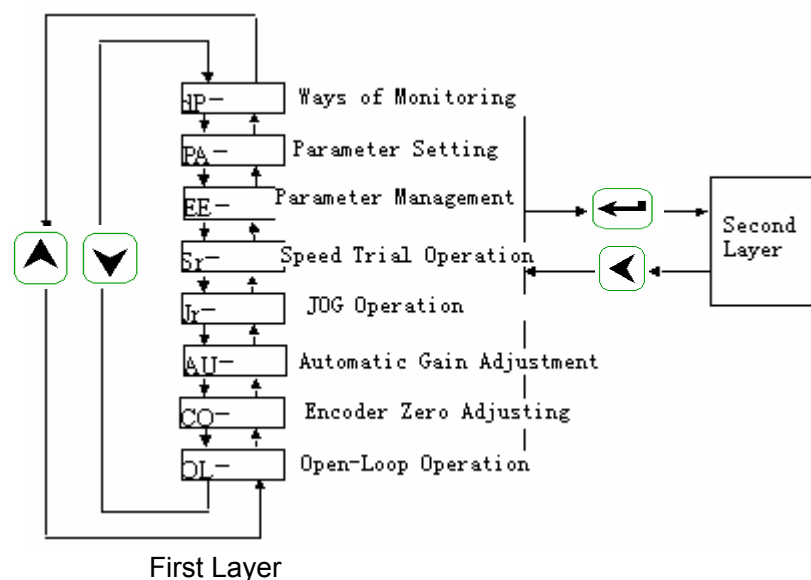 dP- Ways of Monitoring
PA- Parameter Setting
EE- Parameter Management
Sr- Speed Trial Operation
Jr- JOG Operation
AU- Automatic Gain Adjustment
CO- Encoder Zero Adjusting
OL- Open-Loop Operation
Second
Layer
First Layer